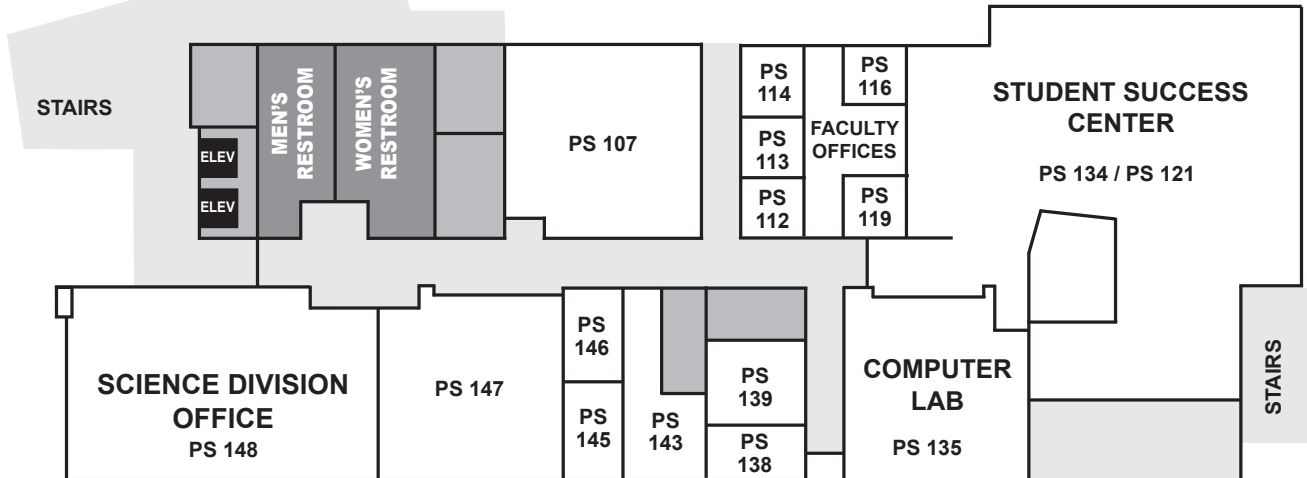 STAIRS
ELEV
ELEV
MEN'S
RESTROOM
WOMEN'S
RESTROOM
PS 107
PS
114
PS
113
PS
112
FACULTY
OFFICES
PS
116
PS
119
STUDENT SUCCESS
CENTER
PS 134 / PS 121
SCIENCE DIVISION
OFFICE
PS 148
PS 147
PS
146
PS
145
PS
143
PS
139
PS
138
COMPUTER
LAB
PS 135
STAIRS